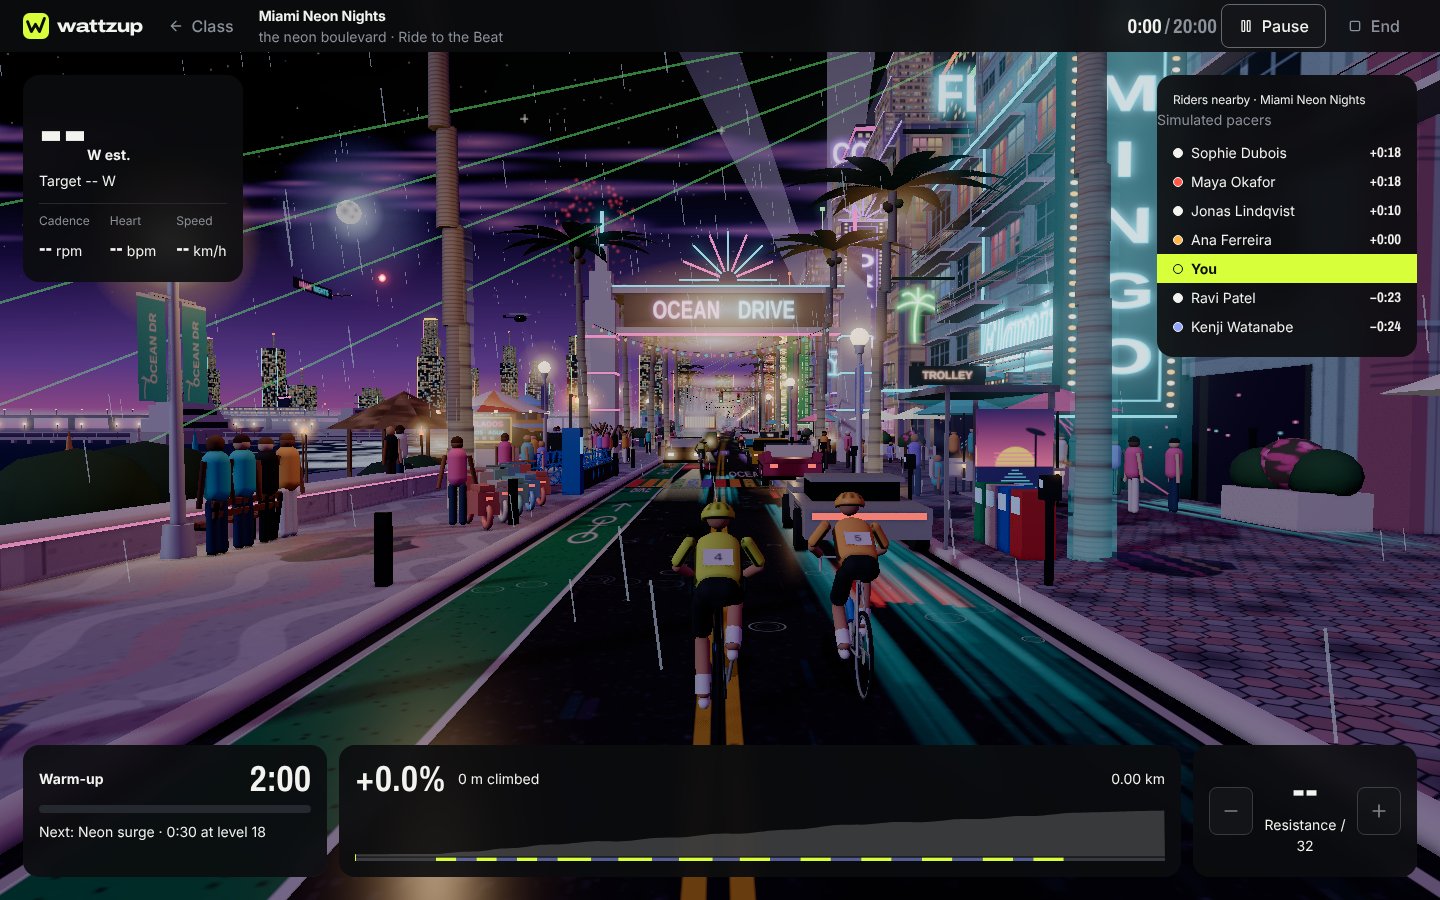 wattzup
← Class
Miami Neon Nights
the neon boulevard · Ride to the Beat
0:00 / 20:00
Pause
End
--
W est.
Target -- W
Cadence Heart Speed
-- rpm -- bpm -- km/h
Riders nearby · Miami Neon Nights
Simulated pacers
Sophie Dubois +0:18
Maya Okafor +0:18
Jonas Lindqvist +0:10
Ana Ferreira +0:00
You
Ravi Patel −0:23
Kenji Watanabe −0:24
FL
MINGO
CO
OCEAN DR
OCEAN DR
OCEAN DRIVE
TROLLEY
OCEA
4
5
Warm-up 2:00
Next: Neon surge · 0:30 at level 18
+0.0% 0 m climbed 0.00 km
--
Resistance /
32